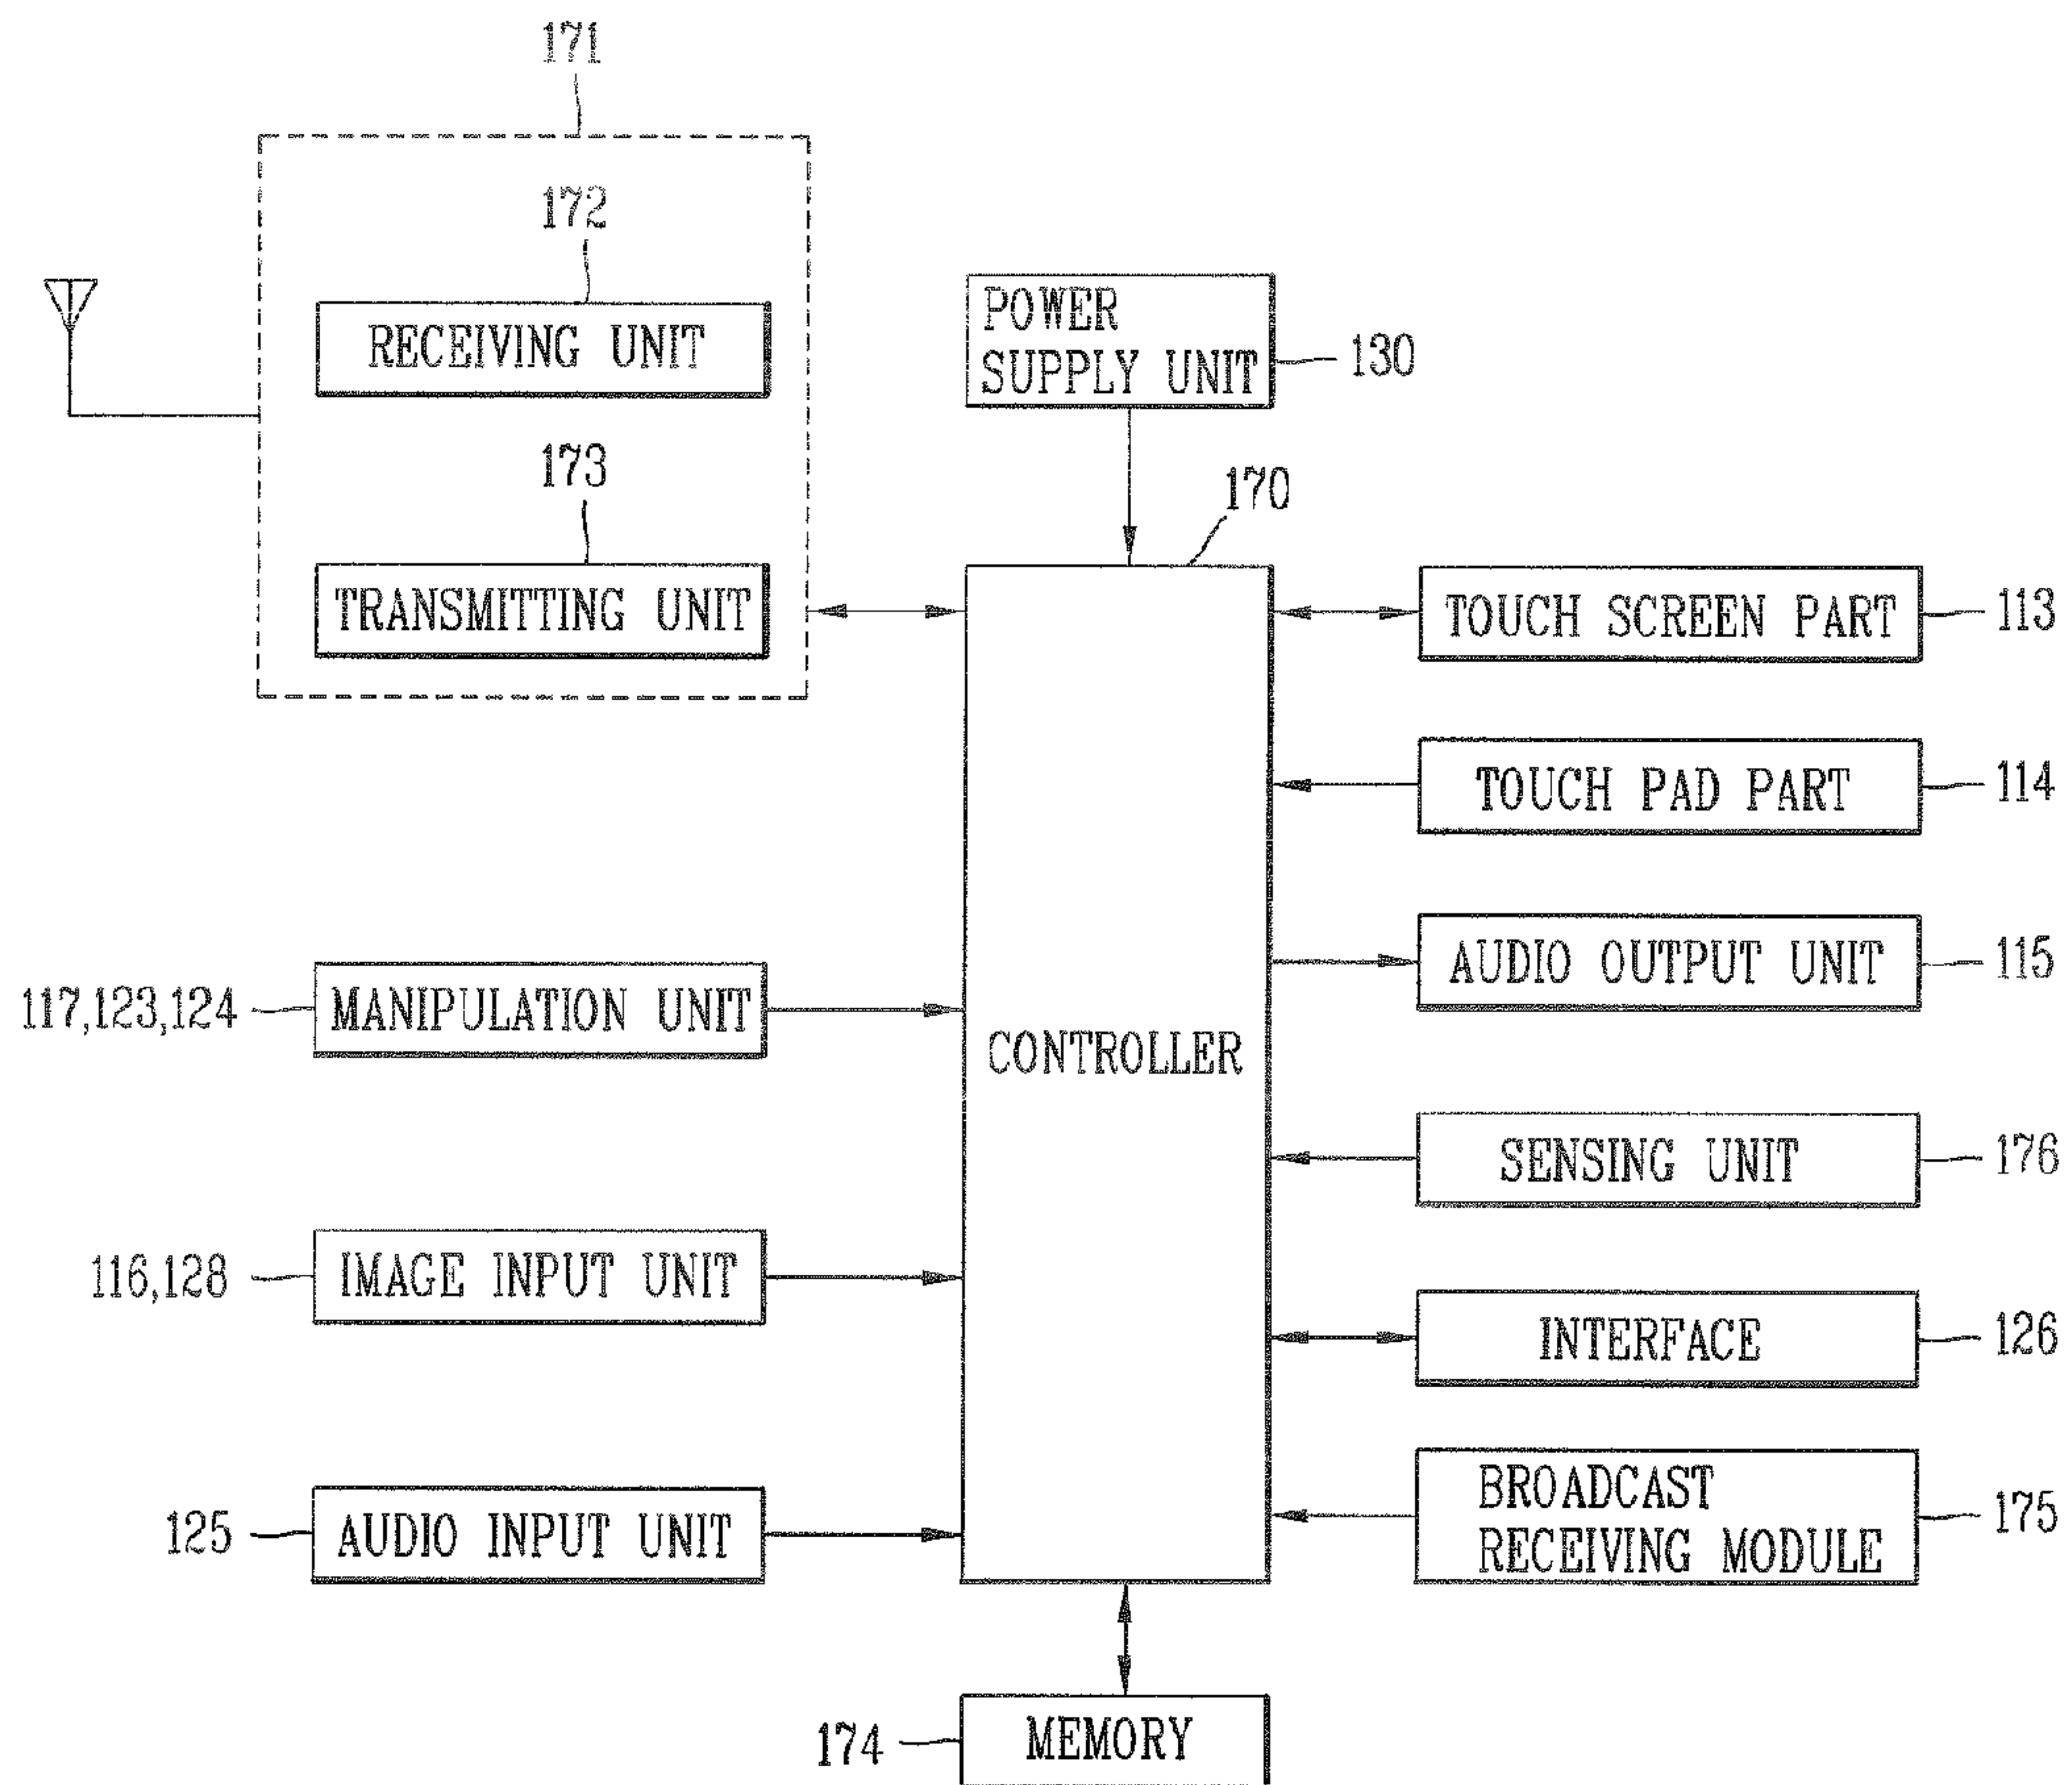 171
172
RECEIVING UNIT
173
TRANSMITTING UNIT
POWER
SUPPLY UNIT
130
170
CONTROLLER
TOUCH SCREEN PART
113
TOUCH PAD PART
114
AUDIO OUTPUT UNIT
115
117,123,124
MANIPULATION UNIT
SENSING UNIT
176
116,128
IMAGE INPUT UNIT
INTERFACE
126
125
AUDIO INPUT UNIT
BROADCAST
RECEIVING MODULE
175
174
MEMORY